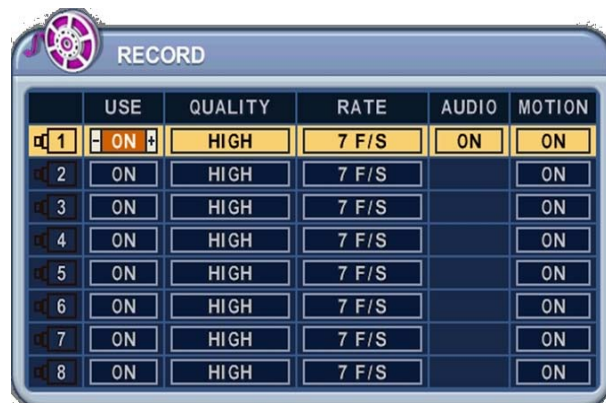 RECORD
USE QUALITY RATE AUDIO MOTION
1 - ON + HIGH 7 F/S ON ON
2 ON HIGH 7 F/S ON
3 ON HIGH 7 F/S ON
4 ON HIGH 7 F/S ON
5 ON HIGH 7 F/S ON
6 ON HIGH 7 F/S ON
7 ON HIGH 7 F/S ON
8 ON HIGH 7 F/S ON